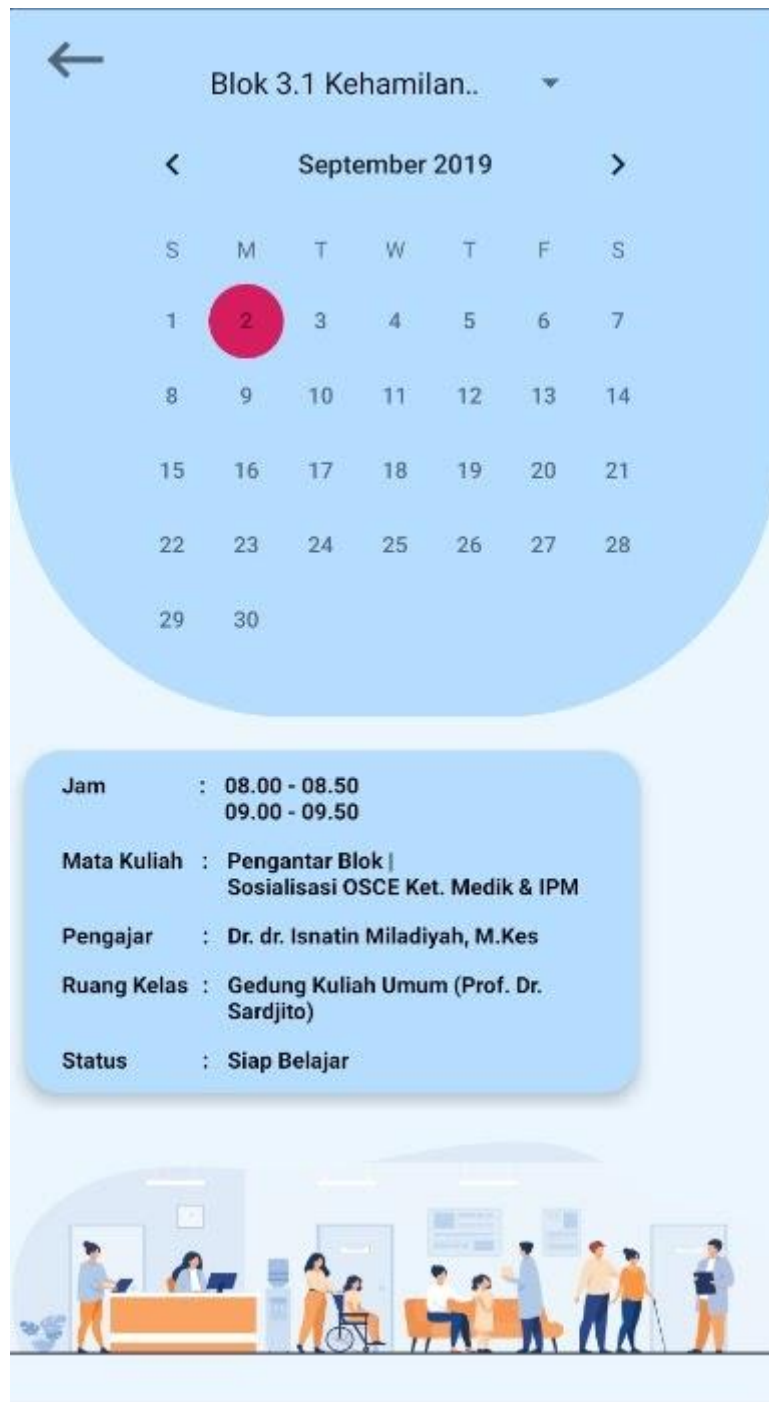 Blok 3.1 Kehamilan..
September 2019
S M T W T F S
1 2 3 4 5 6 7
8 9 10 11 12 13 14
15 16 17 18 19 20 21
22 23 24 25 26 27 28
29 30
Jam : 08.00 - 08.50
09.00 - 09.50
Mata Kuliah : Pengantar Blok |
Sosialisasi OSCE Ket. Medik & IPM
Pengajar : Dr. dr. Isnatin Miladiyah, M.Kes
Ruang Kelas : Gedung Kuliah Umum (Prof. Dr.
Sardjito)
Status : Siap Belajar